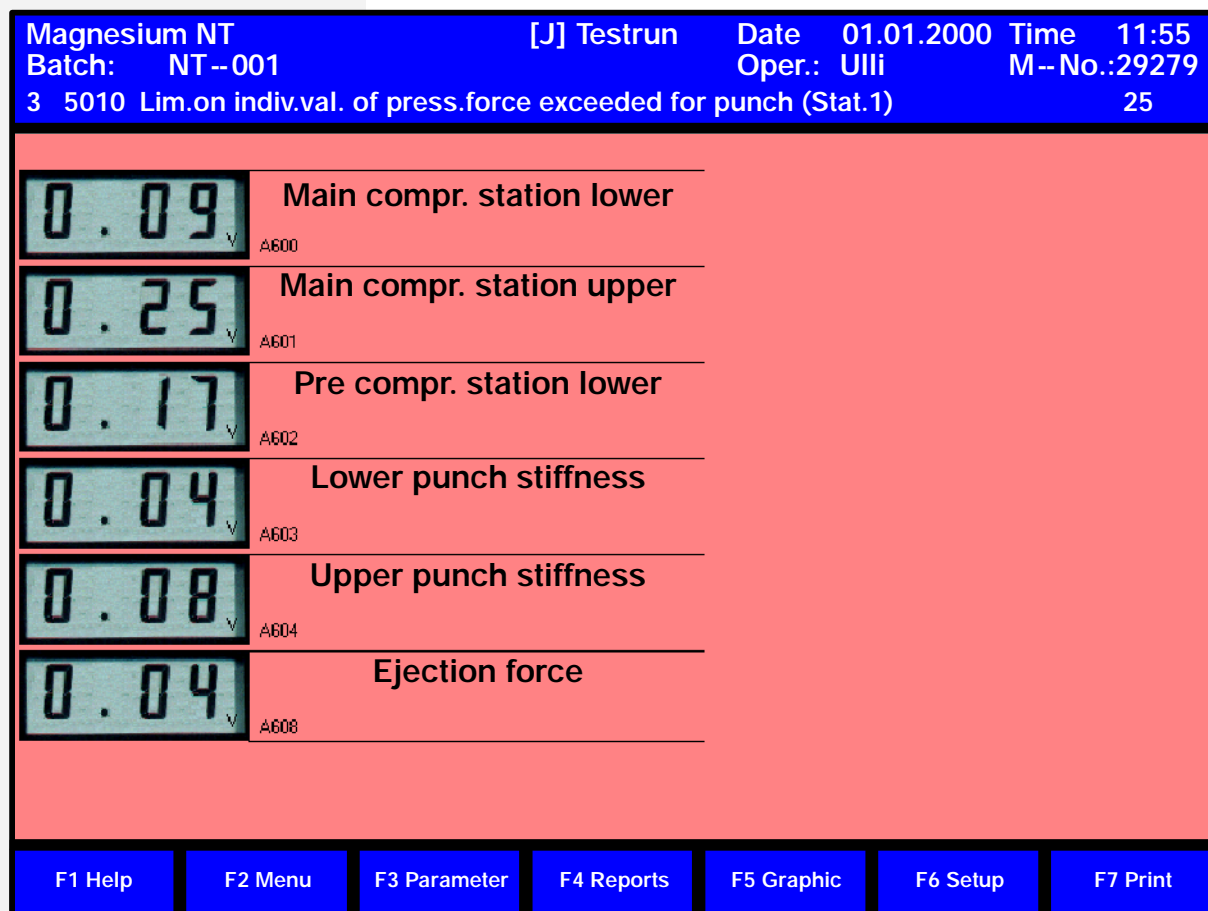 Magnesium NT [J] Testrun Date 01.01.2000 Time 11:55
Batch: NT--001 Oper.: Ulli M--No.:29279
3 5010 Lim.on indiv.val. of press.force exceeded for punch (Stat.1) 25
0.09 V Main compr. station lower
A600
0.25 V Main compr. station upper
A601
0.17 V Pre compr. station lower
A602
0.04 V Lower punch stiffness
A603
0.08 V Upper punch stiffness
A604
0.04 V Ejection force
A608
F1 Help F2 Menu F3 Parameter F4 Reports F5 Graphic F6 Setup F7 Print